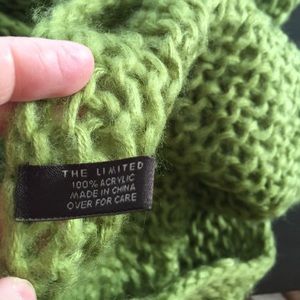 THE LIMITED
100% ACRYLIC
MADE IN CHINA
OVER FOR CARE